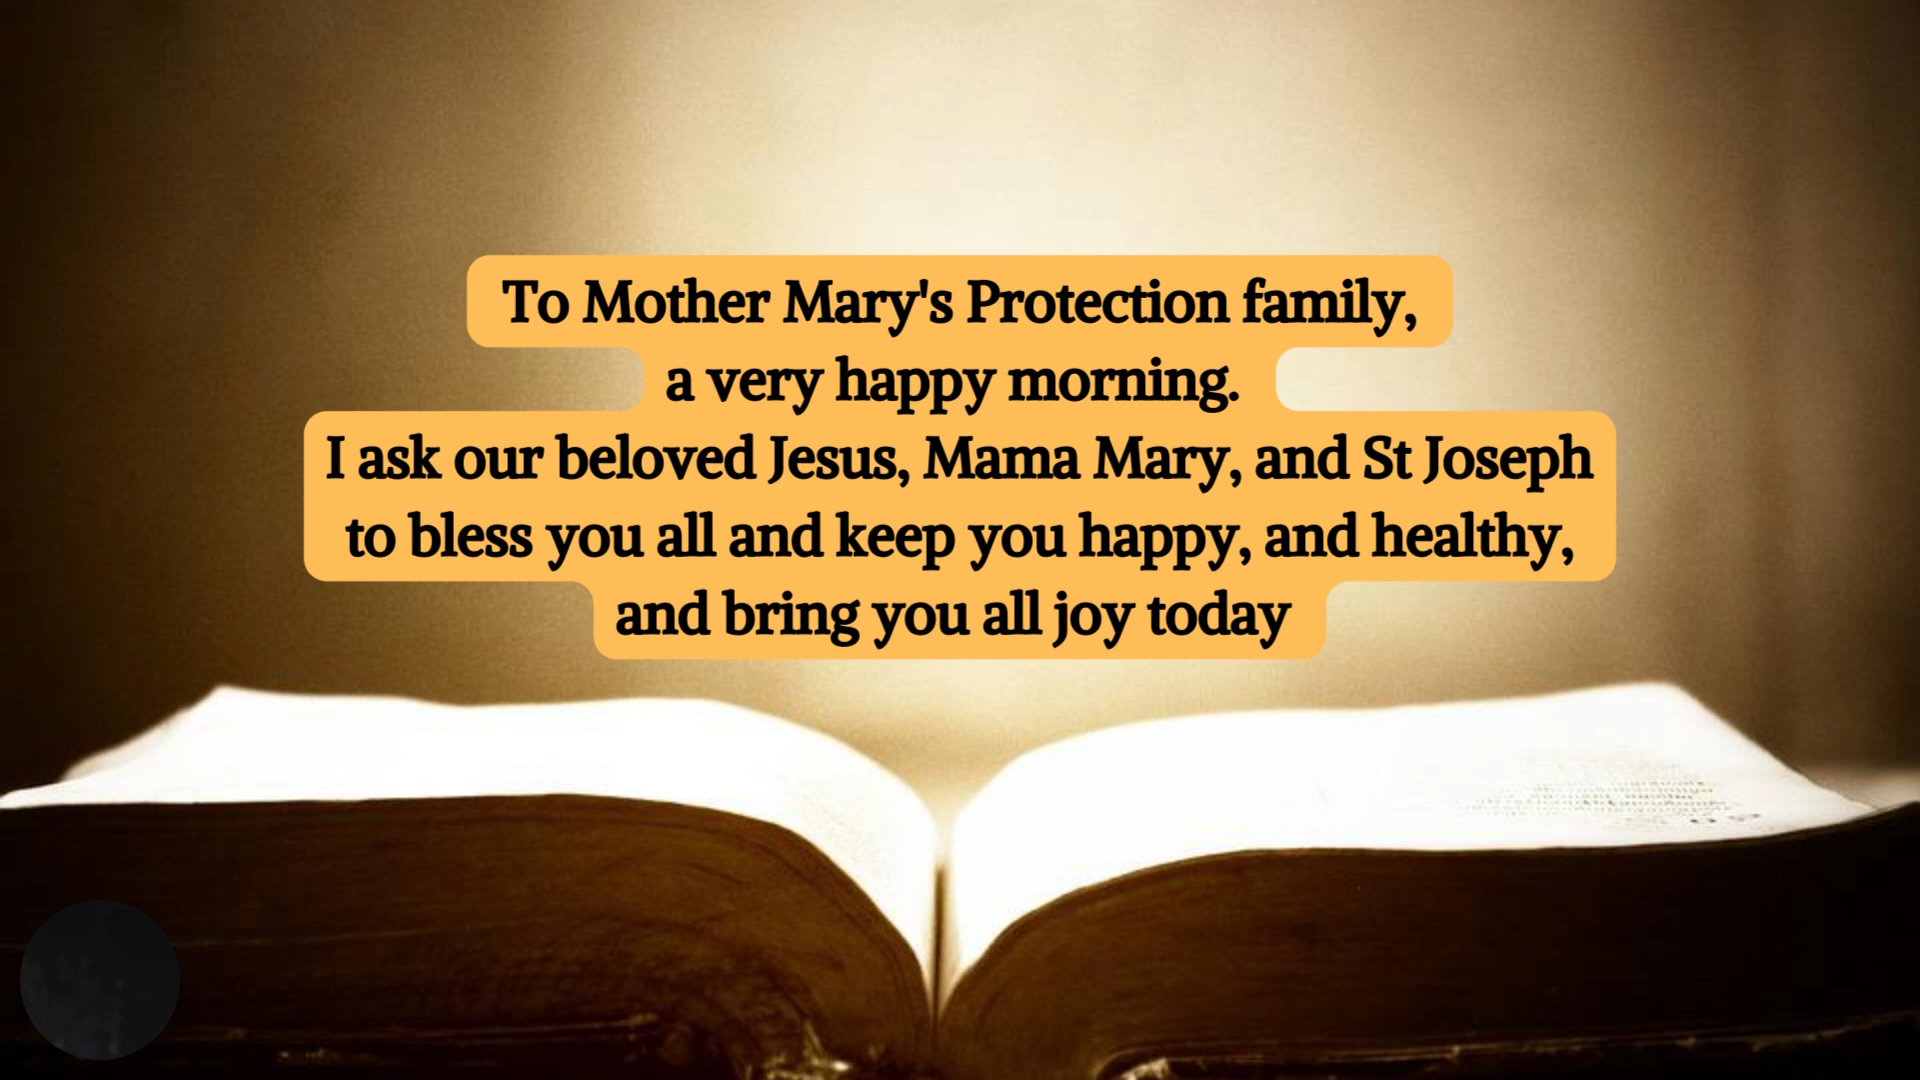 To Mother Mary's Protection family,
a very happy morning.
I ask our beloved Jesus, Mama Mary, and St Joseph
to bless you all and keep you happy, and healthy,
and bring you all joy today